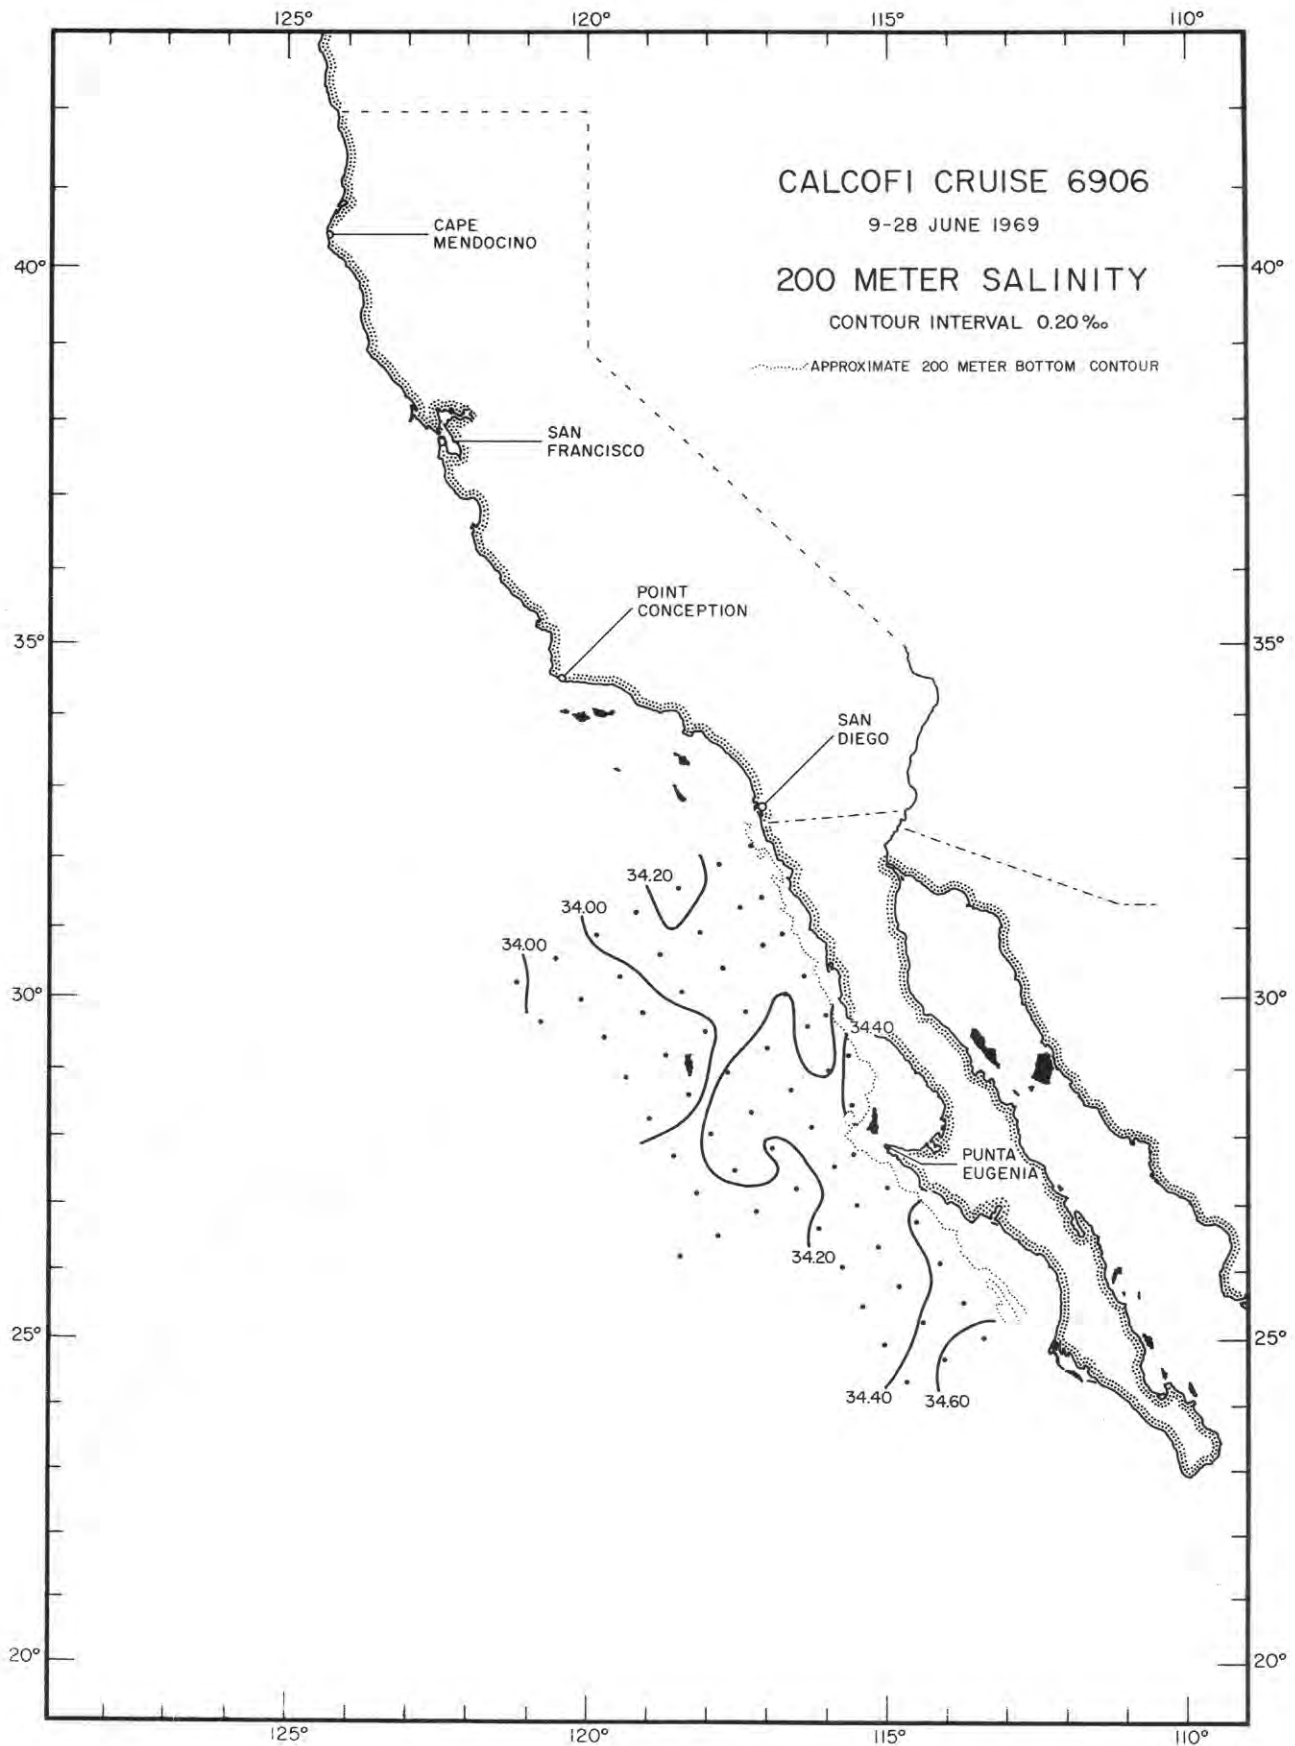 125°
120°
115°
110°
CALCOFI CRUISE 6906
9-28 JUNE 1969
CAPE
MENDOCINO
40°
200 METER SALINITY
40°
CONTOUR INTERVAL 0.20‰
APPROXIMATE 200 METER BOTTOM CONTOUR
SAN
FRANCISCO
POINT
CONCEPTION
35°
35°
SAN
DIEGO
34.20
34.00
34.00
30°
30°
34.40
PUNTA
EUGENIA
34.20
25°
25°
34.40
34.60
20°
20°
125°
120°
115°
110°